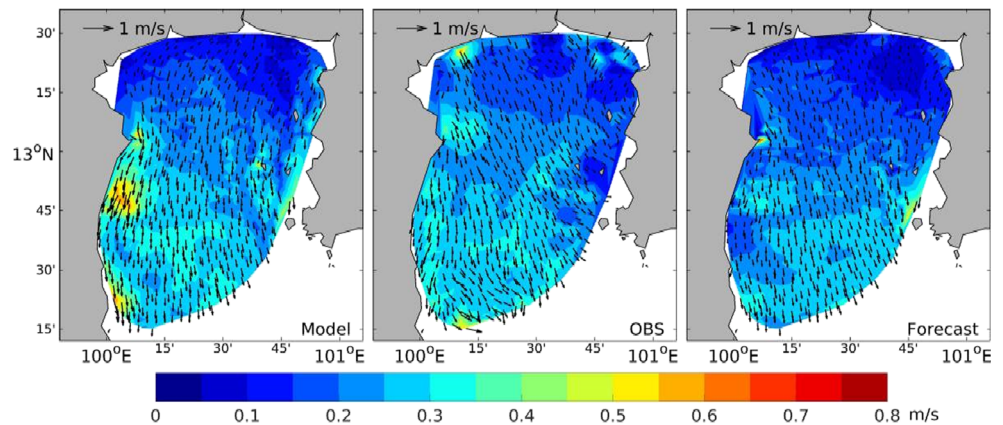 1 m/s 1 m/s 1 m/s
30'
15'
13°N
45'
30'
15'
Model OBS Forecast
100°E 15' 30' 45' 101°E 100°E 15' 30' 45' 101°E 100°E 15' 30' 45' 101°E
0 0.1 0.2 0.3 0.4 0.5 0.6 0.7 0.8 m/s